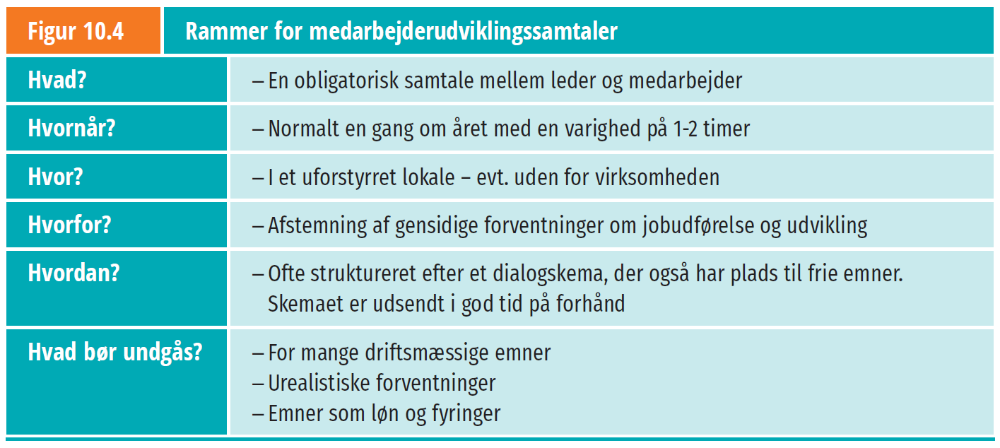 Figur 10.4 Rammer for medarbejderudviklingssamtaler
Hvad? – En obligatorisk samtale mellem leder og medarbejder
Hvornår? – Normalt en gang om året med en varighed på 1-2 timer
Hvor? – I et uforstyrret lokale – evt. uden for virksomheden
Hvorfor? – Afstemning af gensidige forventninger om jobudførelse og udvikling
Hvordan? – Ofte struktureret efter et dialogskema, der også har plads til frie emner.
Skemaet er udsendt i god tid på forhånd
Hvad bør undgås? – For mange driftsmæssige emner
– Urealistiske forventninger
– Emner som løn og fyringer